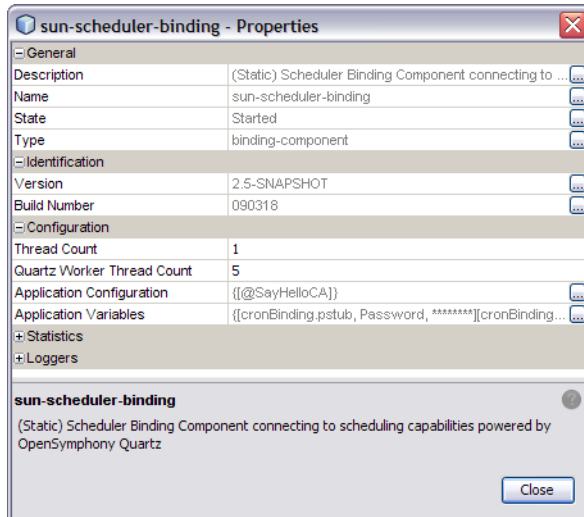 sun-scheduler-binding - Properties
General
Description (Static) Scheduler Binding Component connecting to ... ...
Name sun-scheduler-binding ...
State Started ...
Type binding-component ...
Identification
Version 2.5-SNAPSHOT ...
Build Number 090318 ...
Configuration
Thread Count 1
Quartz Worker Thread Count 5
Application Configuration {[@SayHelloCA]} ...
Application Variables {[cronBinding.pstub, Password, ********][cronBinding... ...
Statistics
Loggers
sun-scheduler-binding ?
(Static) Scheduler Binding Component connecting to scheduling capabilities powered by
OpenSymphony Quartz
Close